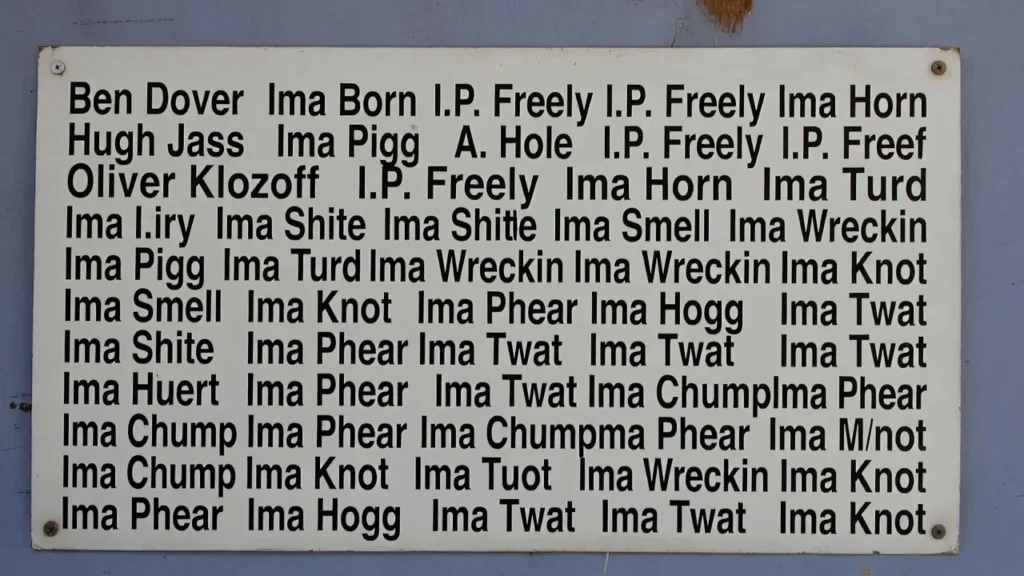 Ben Dover Ima Born I.P. Freely I.P. Freely Ima Horn
Hugh Jass Ima Pigg A. Hole I.P. Freely I.P. Freef
Oliver Klozoff I.P. Freely Ima Horn Ima Turd
Ima I.iry Ima Shite Ima Shitle Ima Smell Ima Wreckin
Ima Pigg Ima Turd Ima Wreckin Ima Wreckin Ima Knot
Ima Smell Ima Knot Ima Phear Ima Hogg Ima Twat
Ima Shite Ima Phear Ima Twat Ima Twat Ima Twat
Ima Huert Ima Phear Ima Twat Ima ChumpIma Phear
Ima Chump Ima Phear Ima Chumpma Phear Ima M/not
Ima Chump Ima Knot Ima Tuot Ima Wreckin Ima Knot
Ima Phear Ima Hogg Ima Twat Ima Twat Ima Knot